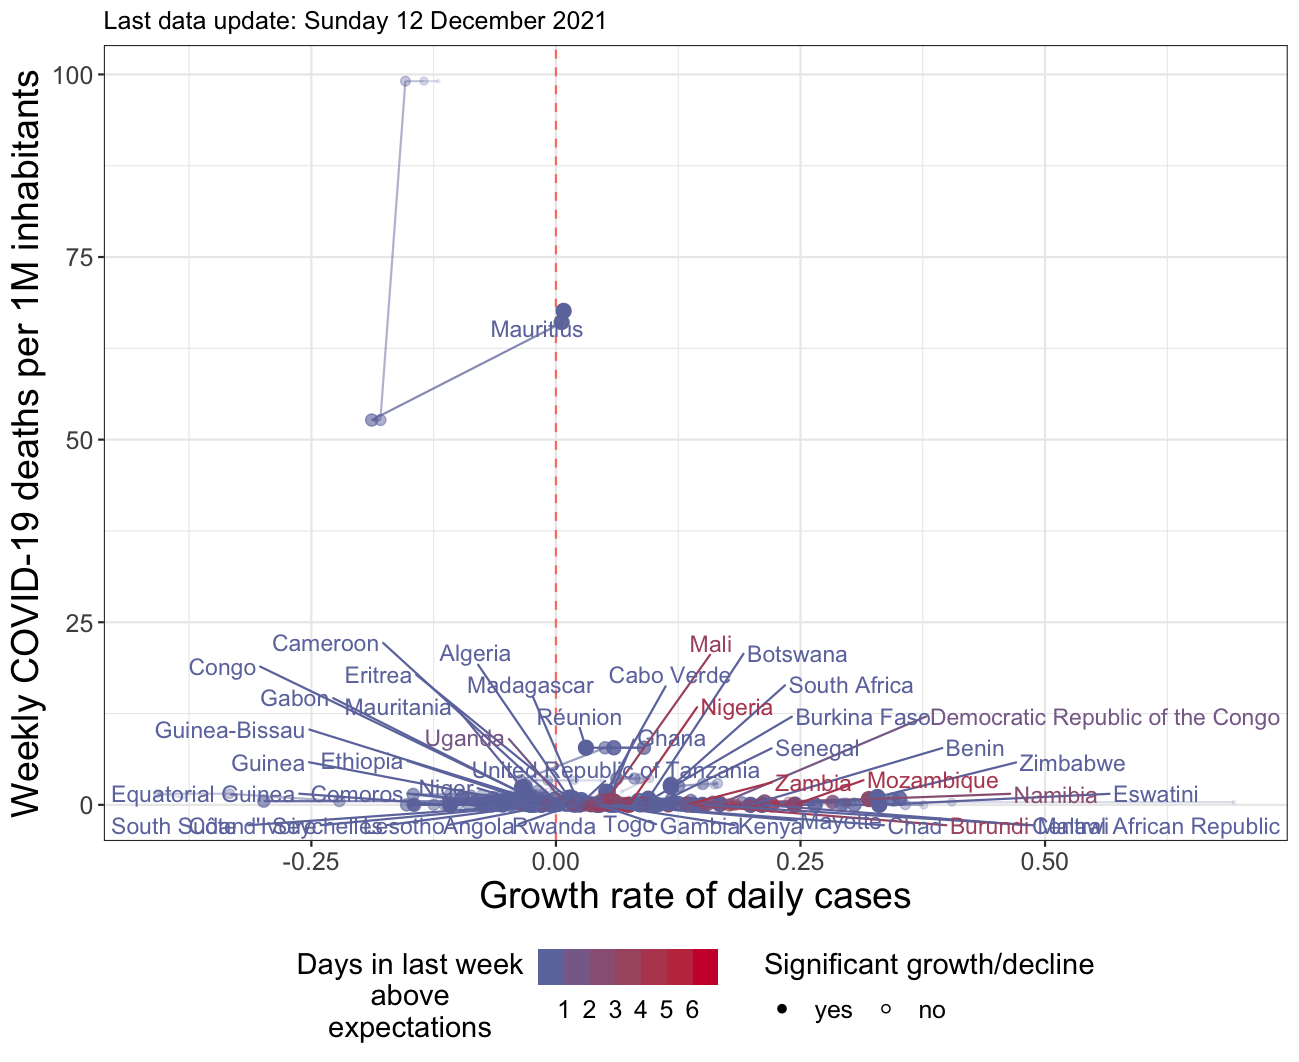 Last data update: Sunday 12 December 2021
Weekly COVID-19 deaths per 1M inhabitants
100
75
50
25
0
Mauritius
Cameroon
Mali
Algeria
Botswana
Congo
Eritrea
Cabo Verde
Madagascar
South Africa
Gabon
Mauritania
Nigeria
Réunion
Burkina Faso
Democratic Republic of the Congo
Guinea-Bissau
Uganda
Ghana
Senegal
Benin
Guinea
Ethiopia
United Republic of Tanzania
Zimbabwe
Zambia
Mozambique
Niger
Equatorial Guinea
Comoros
Namibia
Eswatini
South Sudan
Côte d'Ivoire
Seychelles
Lesotho
Angola
Rwanda
Togo
Gambia
Kenya
Mayotte
Chad
Burundi
Malawi
Central African Republic
-0.25
0.00
0.25
0.50
Growth rate of daily cases
Days in last week
above
expectations
1 2 3 4 5 6
Significant growth/decline
yes
no